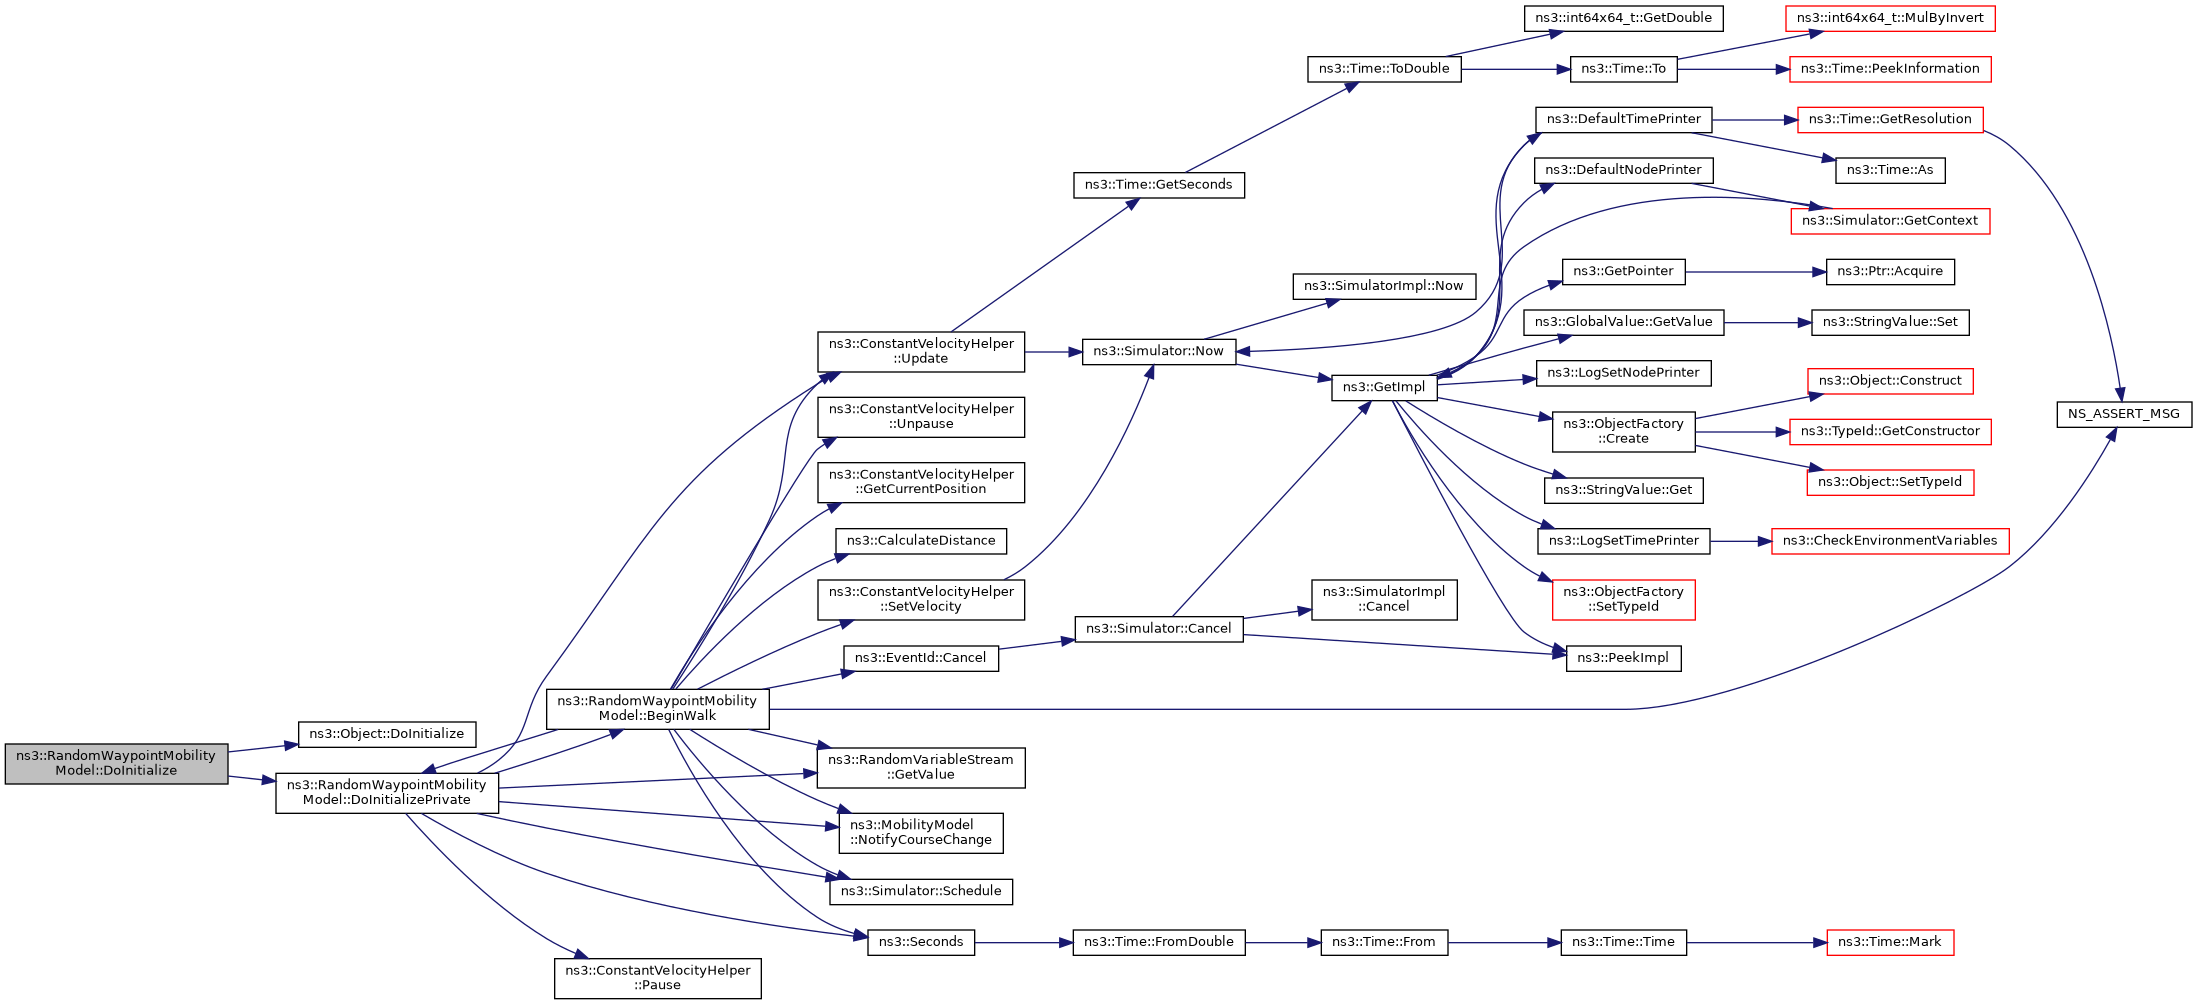 ns3::RandomWaypointMobility
Model::DoInitialize
ns3::Object::DoInitialize
ns3::RandomWaypointMobility
Model::DoInitializePrivate
ns3::RandomWaypointMobility
Model::BeginWalk
ns3::ConstantVelocityHelper
::Pause
ns3::ConstantVelocityHelper
::Update
ns3::ConstantVelocityHelper
::Unpause
ns3::ConstantVelocityHelper
::GetCurrentPosition
ns3::CalculateDistance
ns3::ConstantVelocityHelper
::SetVelocity
ns3::EventId::Cancel
ns3::RandomVariableStream
::GetValue
ns3::MobilityModel
::NotifyCourseChange
ns3::Simulator::Schedule
ns3::Seconds
ns3::Time::GetSeconds
ns3::Simulator::Now
ns3::Simulator::Cancel
ns3::Time::FromDouble
ns3::Time::ToDouble
ns3::SimulatorImpl::Now
ns3::GetImpl
ns3::SimulatorImpl
::Cancel
ns3::Time::From
ns3::int64x64_t::GetDouble
ns3::Time::To
ns3::DefaultTimePrinter
ns3::DefaultNodePrinter
ns3::GetPointer
ns3::GlobalValue::GetValue
ns3::LogSetNodePrinter
ns3::ObjectFactory
::Create
ns3::StringValue::Get
ns3::LogSetTimePrinter
ns3::ObjectFactory
::SetTypeId
ns3::PeekImpl
ns3::Time::Time
ns3::int64x64_t::MulByInvert
ns3::Time::PeekInformation
ns3::Time::GetResolution
ns3::Time::As
ns3::Simulator::GetContext
ns3::Ptr::Acquire
ns3::StringValue::Set
ns3::Object::Construct
ns3::TypeId::GetConstructor
ns3::Object::SetTypeId
ns3::CheckEnvironmentVariables
ns3::Time::Mark
NS_ASSERT_MSG